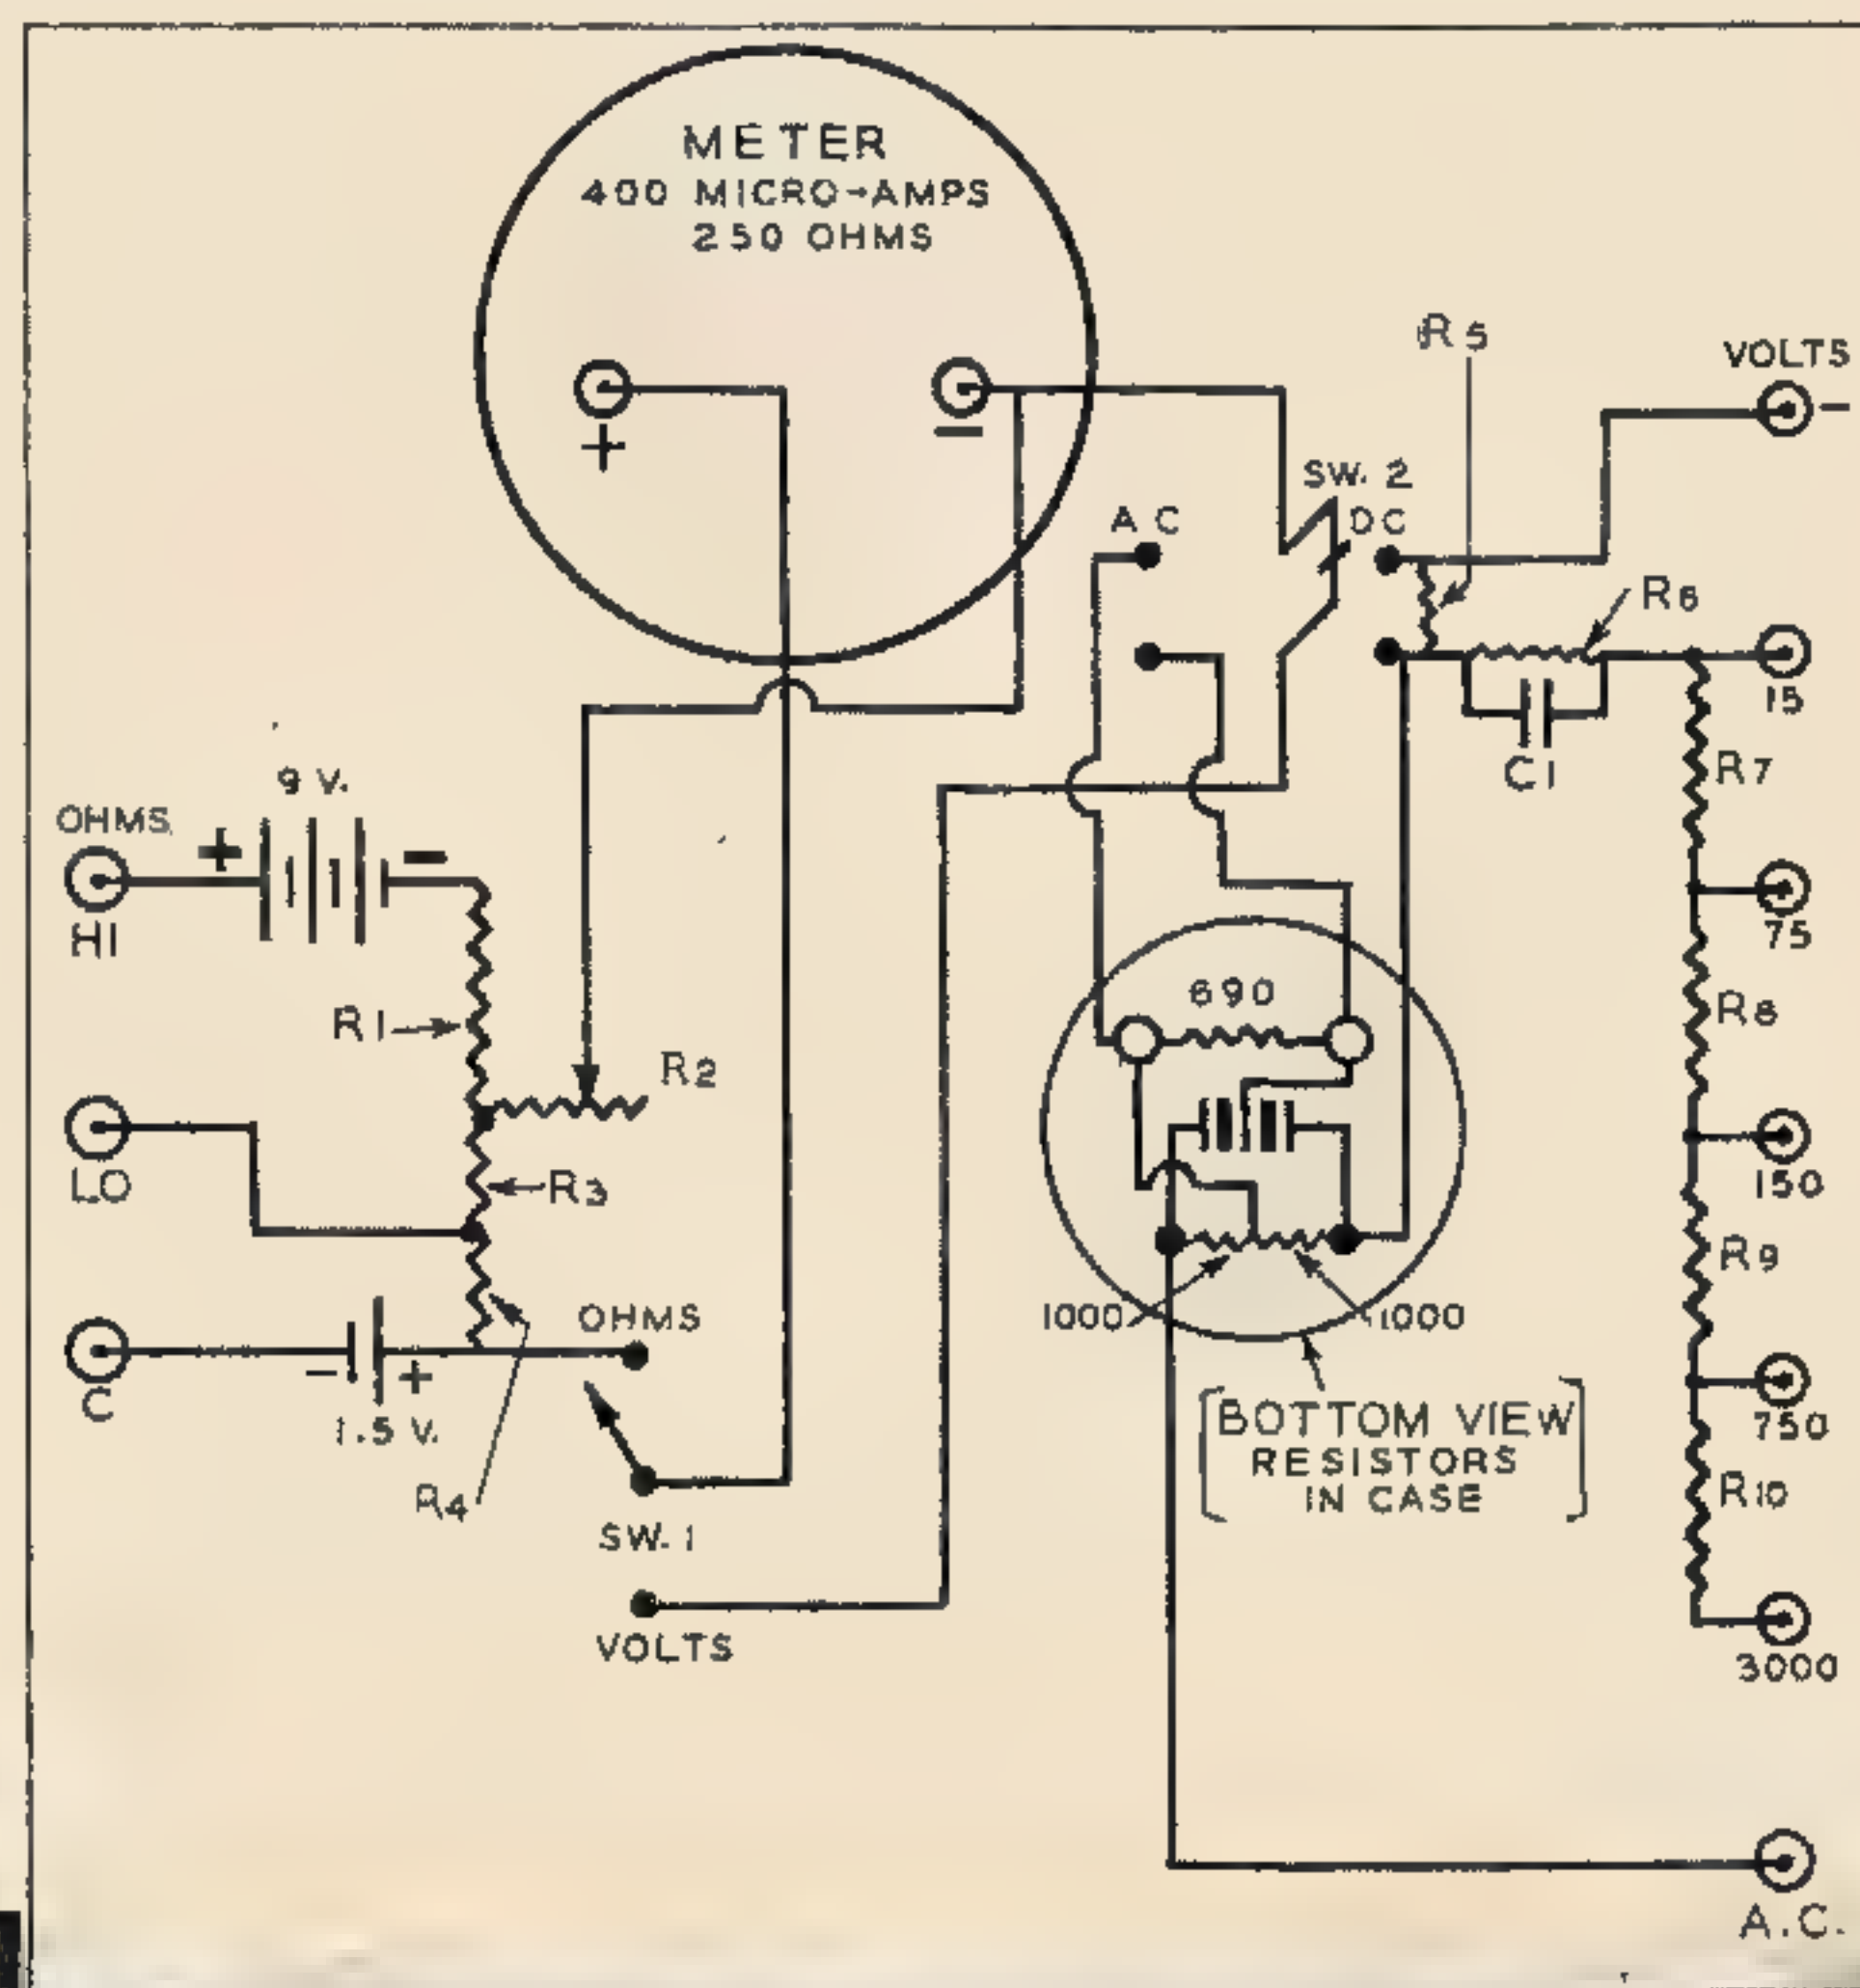 METER
400 MICRO-AMPS
250 OHMS
+
−
R5
VOLTS
−
SW. 2
AC
DC
R6
15
C1
R7
9 V.
OHMS
+
−
HI
75
690
R1
R8
R2
LO
R3
150
R9
OHMS
1000
1000
−
+
C
1.5 V.
BOTTOM VIEW
RESISTORS
IN CASE
750
R4
R10
SW. 1
VOLTS
3000
A.C.